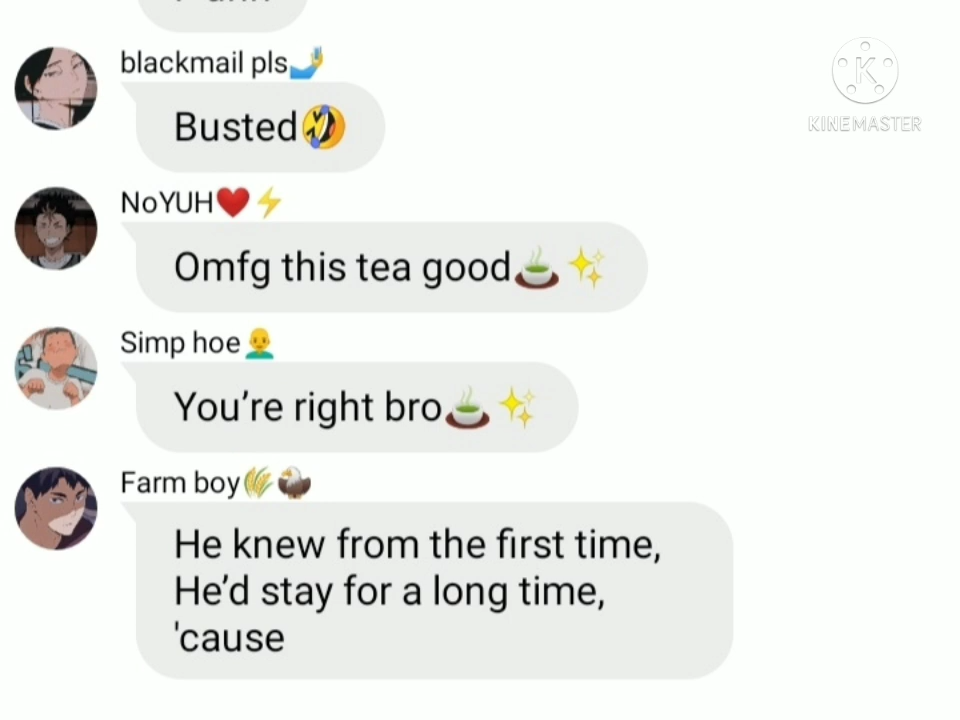 blackmail pls🤳
Busted🤣
NoYUH❤️⚡
Omfg this tea good🍵✨
Simp hoe👨‍🦲
You’re right bro🍵✨
Farm boy🌾🦅
He knew from the first time,
He’d stay for a long time,
'cause
KINEMASTER